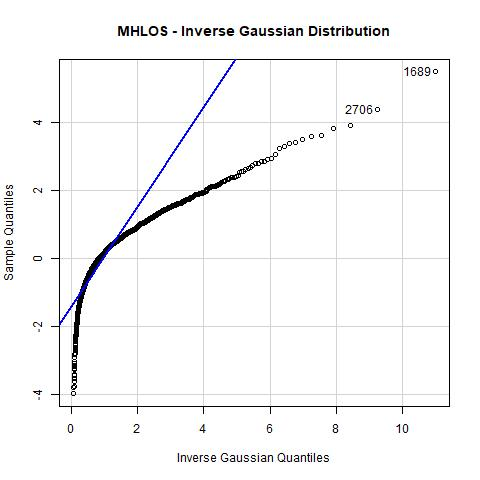 MHLOS - Inverse Gaussian Distribution
1689
2706
4
2
0
-2
-4
Sample Quantiles
0 2 4 6 8 10
Inverse Gaussian Quantiles